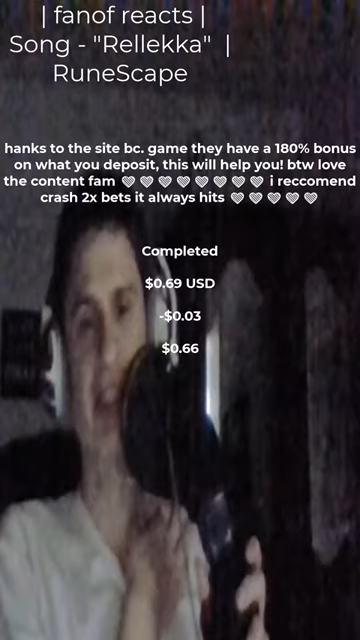 | fanof reacts |
Song - "Rellekka" |
RuneScape
hanks to the site bc. game they have a 180% bonus
on what you deposit, this will help you! btw love
the content fam 💜💜💜💜💜💜💜💜 i reccomend
crash 2x bets it always hits 💜💜💜💜💜
Completed
$0.69 USD
-$0.03
$0.66